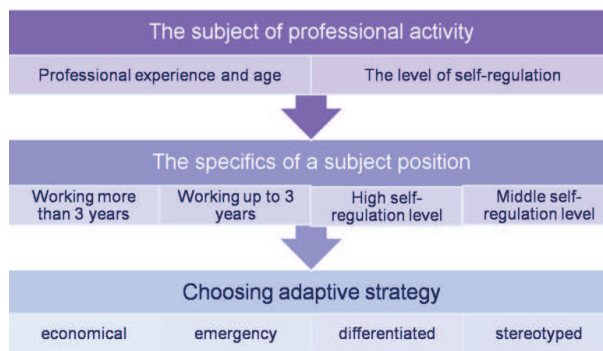 The subject of professional activity
Professional experience and age
The level of self-regulation
The specifics of a subject position
Working more
than 3 years
Working up to 3
years
High self-
regulation level
Middle self-
regulation level
Choosing adaptive strategy
economical
emergency
differentiated
stereotyped